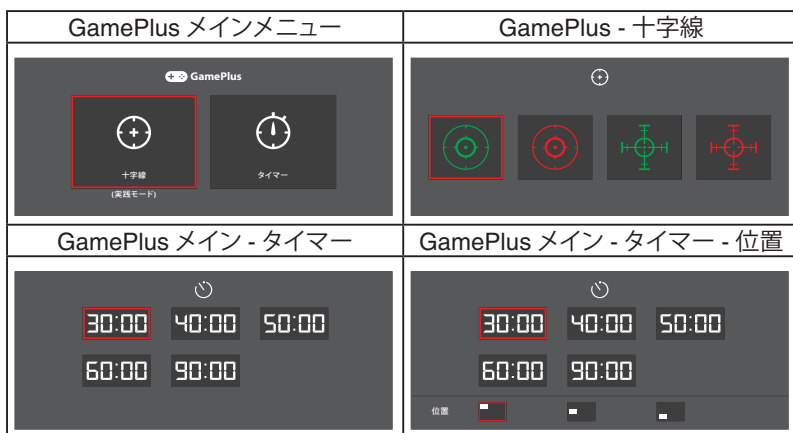 GamePlus メインメニュー
GamePlus - 十字線
GamePlus
十字線
タイマー
(実践モード)
GamePlus メイン - タイマー
GamePlus メイン - タイマー - 位置
30:00 40:00 50:00
60:00 90:00
30:00 40:00 50:00
60:00 90:00
位置